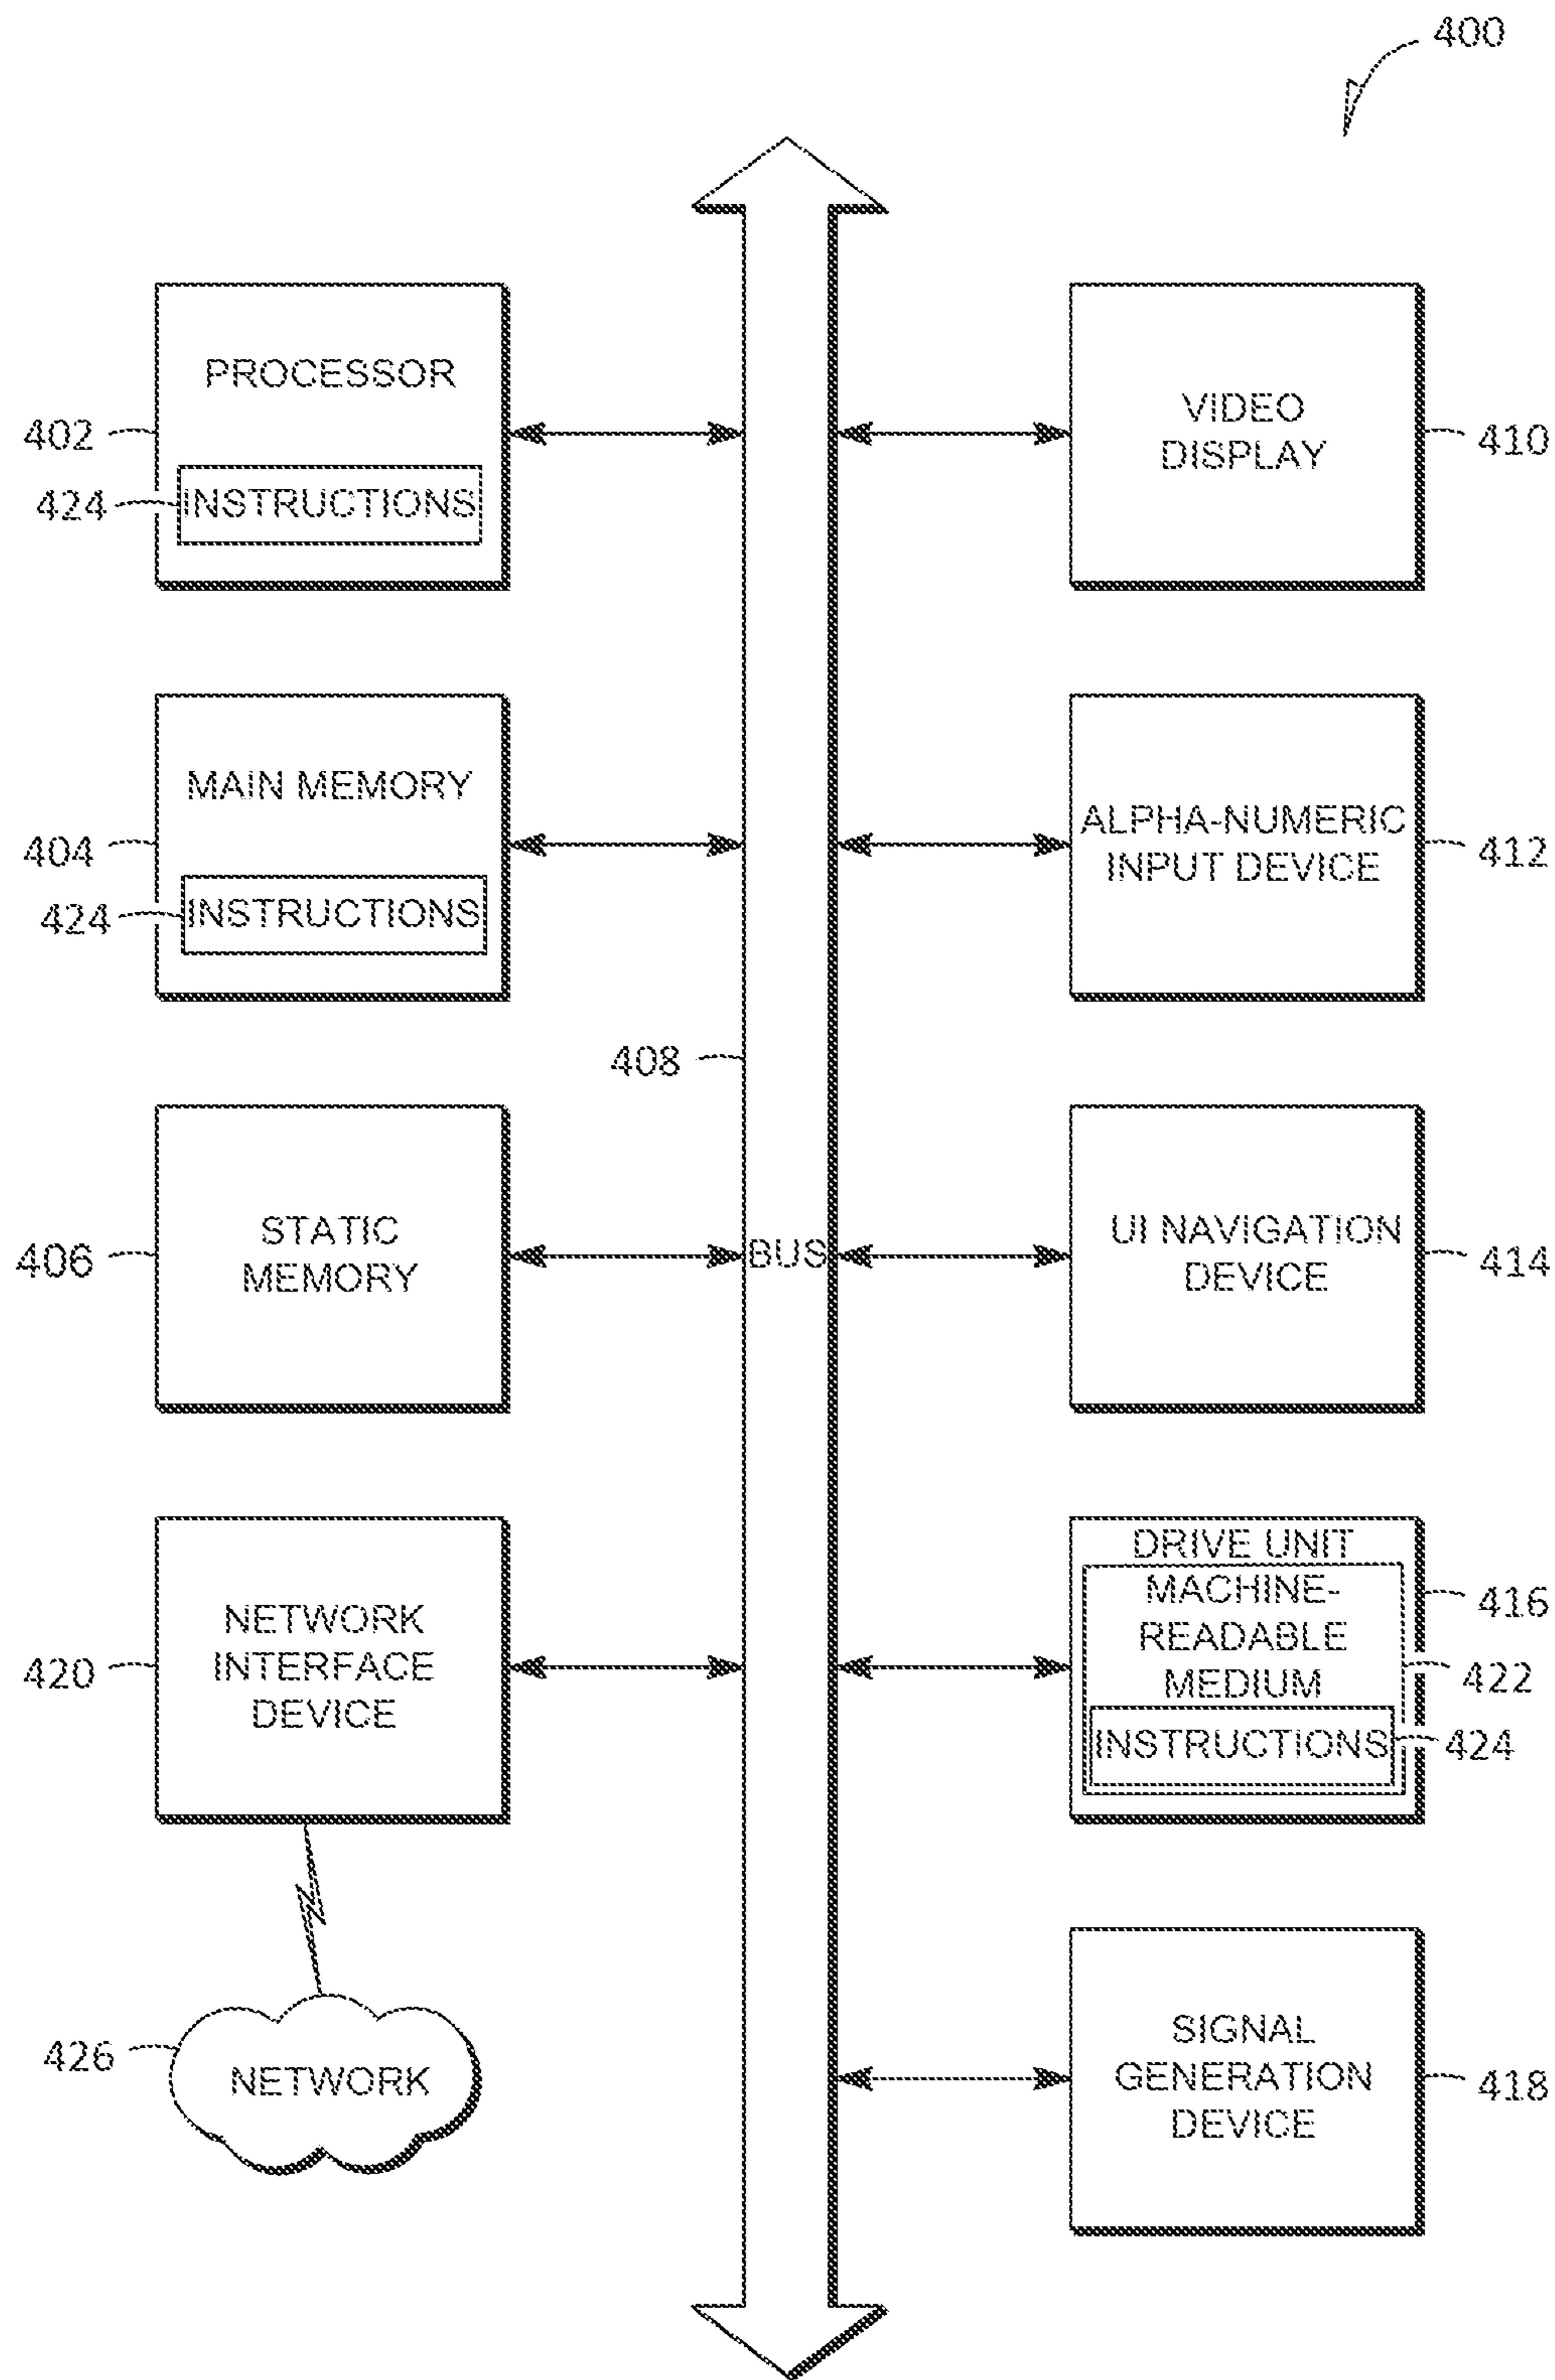 400
PROCESSOR
402
424
INSTRUCTIONS
VIDEO
DISPLAY
410
MAIN MEMORY
404
424
INSTRUCTIONS
ALPHA-NUMERIC
INPUT DEVICE
412
408
STATIC
MEMORY
406
BUS
UI NAVIGATION
DEVICE
414
NETWORK
INTERFACE
DEVICE
420
DRIVE UNIT
MACHINE-
READABLE
MEDIUM
INSTRUCTIONS
416
422
424
426
NETWORK
SIGNAL
GENERATION
DEVICE
418